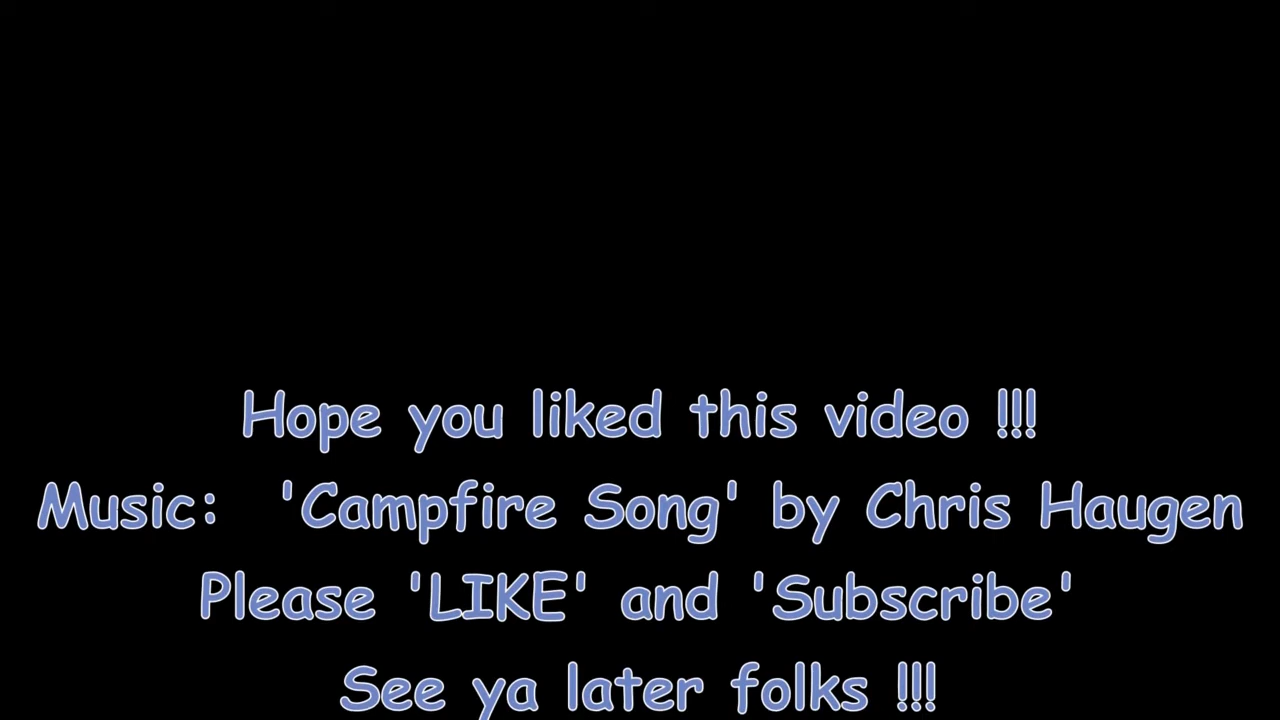 Hope you liked this video !!!
Music:  'Campfire Song' by Chris Haugen
Please 'LIKE' and 'Subscribe'
See ya later folks !!!